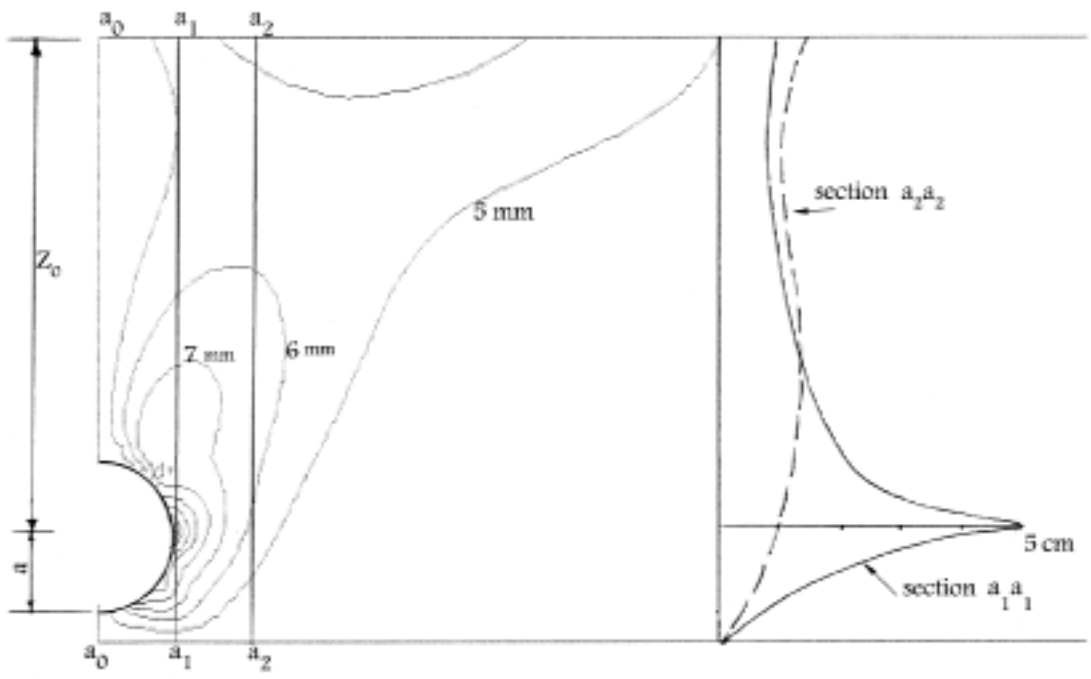 a₀ a₁ a₂
section a₂a₂
5 mm
Z₀
7 mm
6 mm
a
5 cm
section a₁a₁
a₀ a₁ a₂